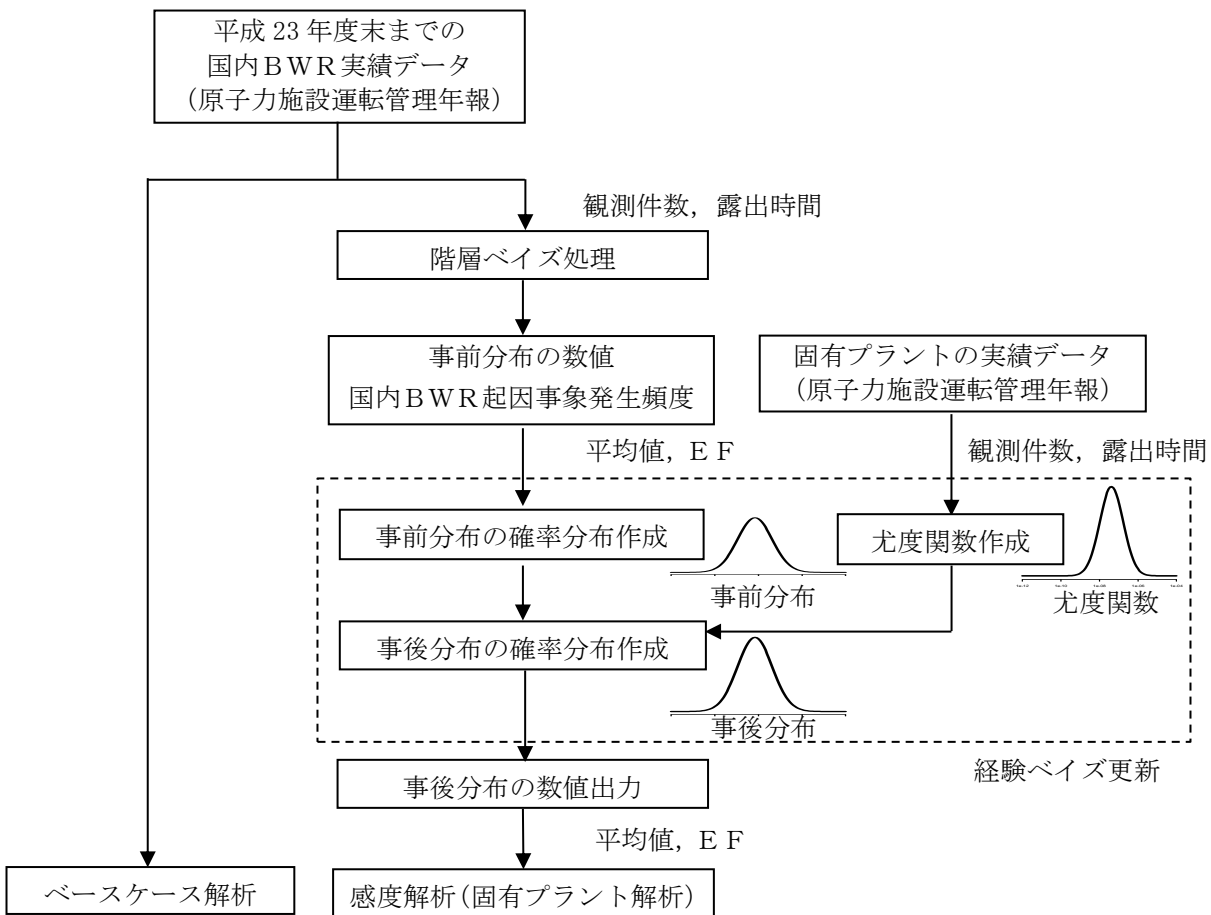 平成 23 年度末までの
国内ＢＷＲ実績データ
（原子力施設運転管理年報）
観測件数，露出時間
階層ベイズ処理
事前分布の数値
国内ＢＷＲ起因事象発生頻度
固有プラントの実績データ
（原子力施設運転管理年報）
平均値，ＥＦ
観測件数，露出時間
事前分布の確率分布作成
事前分布
尤度関数作成
尤度関数
事後分布の確率分布作成
事後分布
経験ベイズ更新
事後分布の数値出力
平均値，ＥＦ
ベースケース解析
感度解析（固有プラント解析）